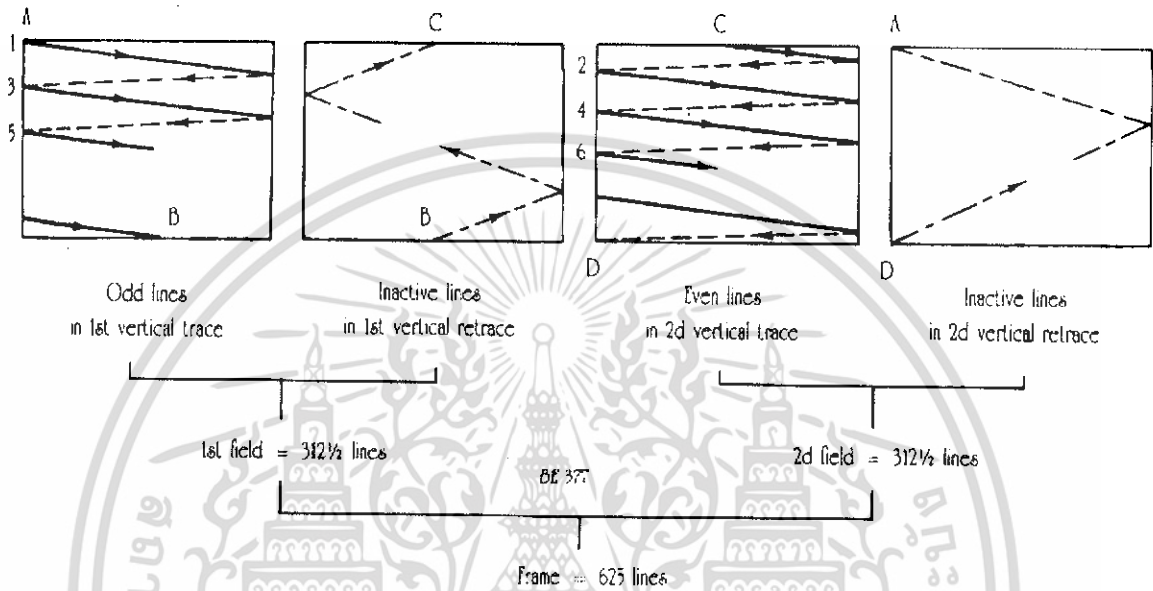 A
1
3
5
B
C
B
C
2
4
6
D
A
D
Odd lines
in 1st vertical trace
Inactive lines
in 1st vertical retrace
Even lines
in 2d vertical trace
Inactive lines
in 2d vertical retrace
1st field = 312½ lines
2d field = 312½ lines
Frame = 625 lines